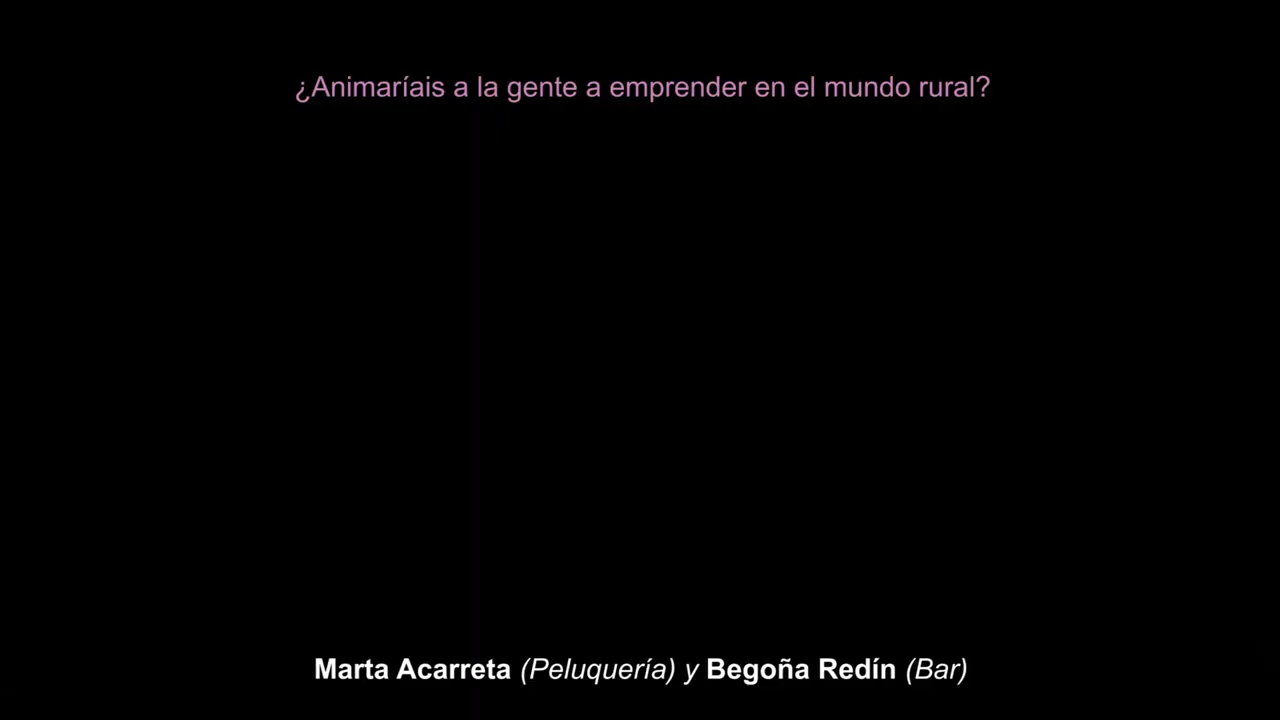 ¿Animaríais a la gente a emprender en el mundo rural?
Marta Acarreta (Peluquería) y Begoña Redín (Bar)